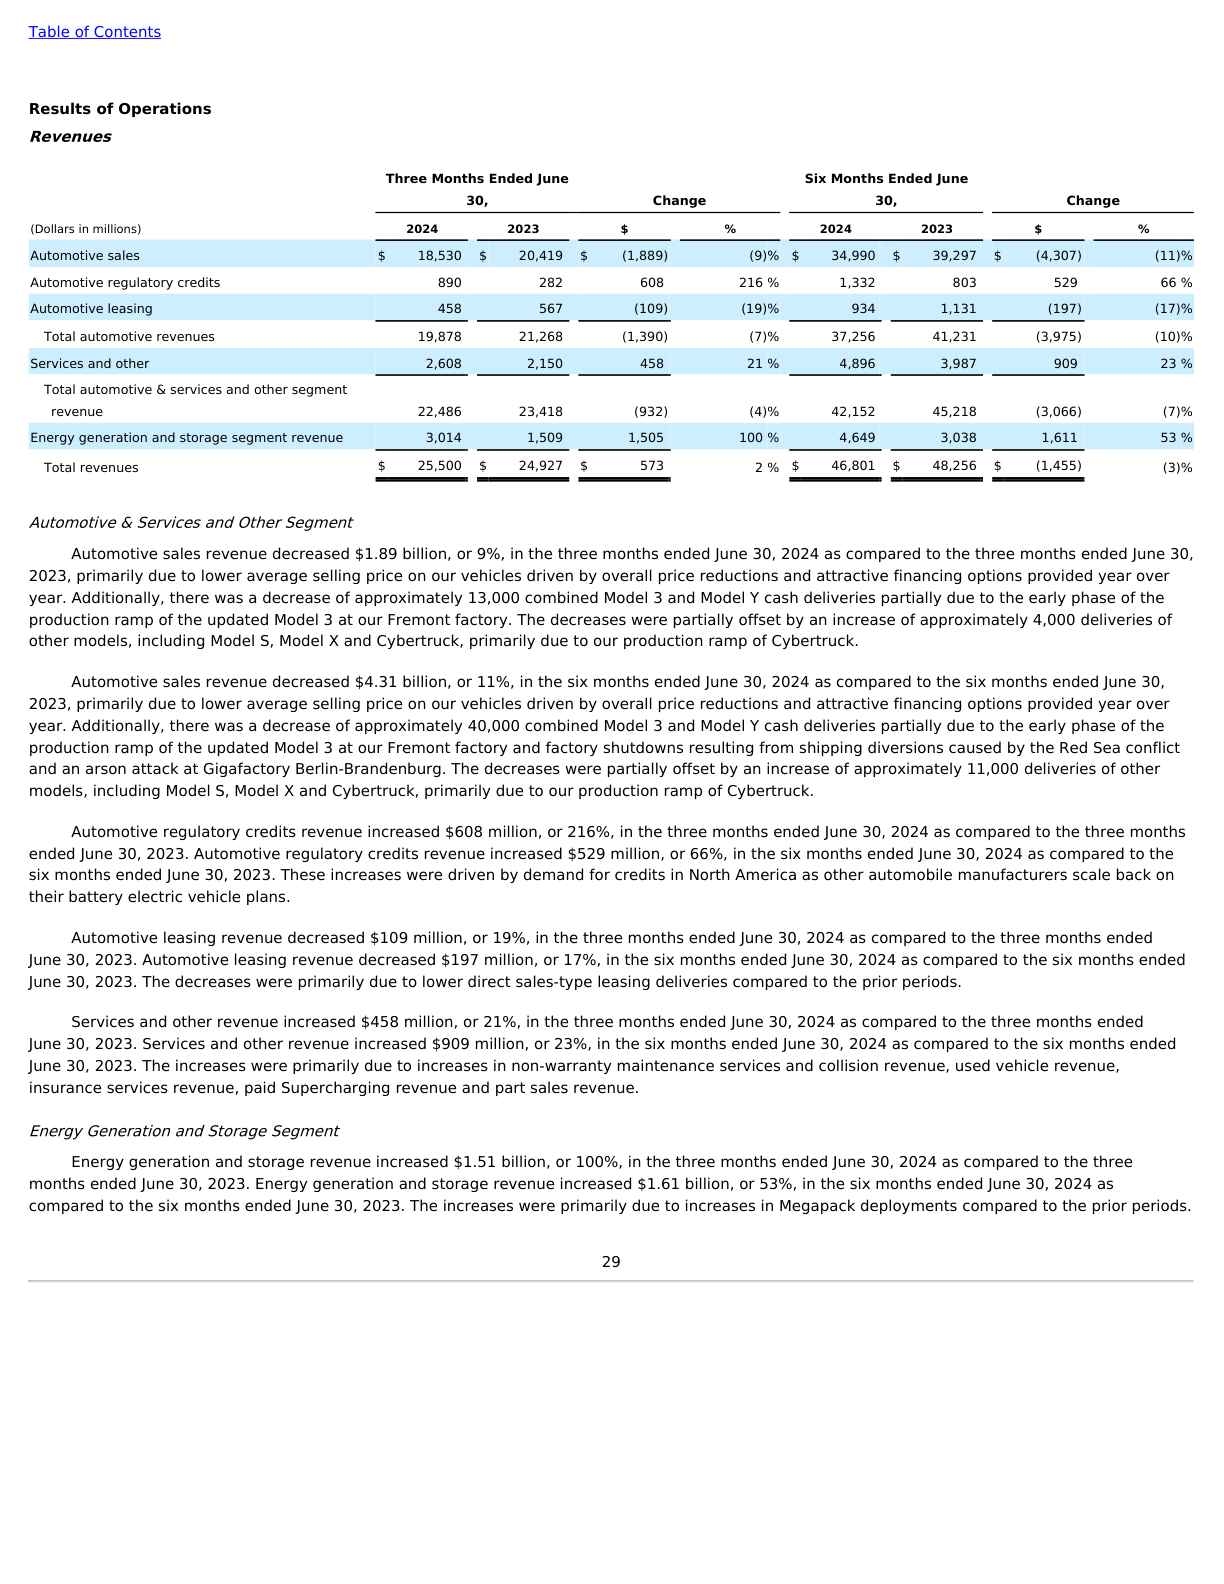 Table of Contents
Results of Operations
Revenues
Three Months Ended June 30, Change Six Months Ended June 30, Change
(Dollars in millions) 2024 2023 $ % 2024 2023 $ %
Automotive sales $ 18,530 $ 20,419 $ (1,889) (9)% $ 34,990 $ 39,297 $ (4,307) (11)%
Automotive regulatory credits 890 282 608 216 % 1,332 803 529 66 %
Automotive leasing 458 567 (109) (19)% 934 1,131 (197) (17)%
Total automotive revenues 19,878 21,268 (1,390) (7)% 37,256 41,231 (3,975) (10)%
Services and other 2,608 2,150 458 21 % 4,896 3,987 909 23 %
Total automotive & services and other segment
revenue 22,486 23,418 (932) (4)% 42,152 45,218 (3,066) (7)%
Energy generation and storage segment revenue 3,014 1,509 1,505 100 % 4,649 3,038 1,611 53 %
Total revenues $ 25,500 $ 24,927 $ 573 2 % $ 46,801 $ 48,256 $ (1,455) (3)%
Automotive & Services and Other Segment
Automotive sales revenue decreased $1.89 billion, or 9%, in the three months ended June 30, 2024 as compared to the three months ended June 30,
2023, primarily due to lower average selling price on our vehicles driven by overall price reductions and attractive financing options provided year over
year. Additionally, there was a decrease of approximately 13,000 combined Model 3 and Model Y cash deliveries partially due to the early phase of the
production ramp of the updated Model 3 at our Fremont factory. The decreases were partially offset by an increase of approximately 4,000 deliveries of
other models, including Model S, Model X and Cybertruck, primarily due to our production ramp of Cybertruck.
Automotive sales revenue decreased $4.31 billion, or 11%, in the six months ended June 30, 2024 as compared to the six months ended June 30,
2023, primarily due to lower average selling price on our vehicles driven by overall price reductions and attractive financing options provided year over
year. Additionally, there was a decrease of approximately 40,000 combined Model 3 and Model Y cash deliveries partially due to the early phase of the
production ramp of the updated Model 3 at our Fremont factory and factory shutdowns resulting from shipping diversions caused by the Red Sea conflict
and an arson attack at Gigafactory Berlin-Brandenburg. The decreases were partially offset by an increase of approximately 11,000 deliveries of other
models, including Model S, Model X and Cybertruck, primarily due to our production ramp of Cybertruck.
Automotive regulatory credits revenue increased $608 million, or 216%, in the three months ended June 30, 2024 as compared to the three months
ended June 30, 2023. Automotive regulatory credits revenue increased $529 million, or 66%, in the six months ended June 30, 2024 as compared to the
six months ended June 30, 2023. These increases were driven by demand for credits in North America as other automobile manufacturers scale back on
their battery electric vehicle plans.
Automotive leasing revenue decreased $109 million, or 19%, in the three months ended June 30, 2024 as compared to the three months ended
June 30, 2023. Automotive leasing revenue decreased $197 million, or 17%, in the six months ended June 30, 2024 as compared to the six months ended
June 30, 2023. The decreases were primarily due to lower direct sales-type leasing deliveries compared to the prior periods.
Services and other revenue increased $458 million, or 21%, in the three months ended June 30, 2024 as compared to the three months ended
June 30, 2023. Services and other revenue increased $909 million, or 23%, in the six months ended June 30, 2024 as compared to the six months ended
June 30, 2023. The increases were primarily due to increases in non-warranty maintenance services and collision revenue, used vehicle revenue,
insurance services revenue, paid Supercharging revenue and part sales revenue.
Energy Generation and Storage Segment
Energy generation and storage revenue increased $1.51 billion, or 100%, in the three months ended June 30, 2024 as compared to the three
months ended June 30, 2023. Energy generation and storage revenue increased $1.61 billion, or 53%, in the six months ended June 30, 2024 as
compared to the six months ended June 30, 2023. The increases were primarily due to increases in Megapack deployments compared to the prior periods.
29